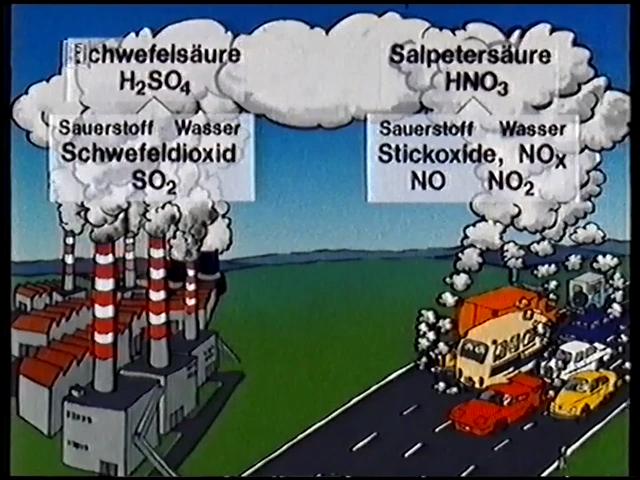 Schwefelsäure
H₂SO₄
Sauerstoff Wasser
Schwefeldioxid
SO₂
Salpetersäure
HNO₃
Sauerstoff Wasser
Stickoxide, NOₓ
NO NO₂